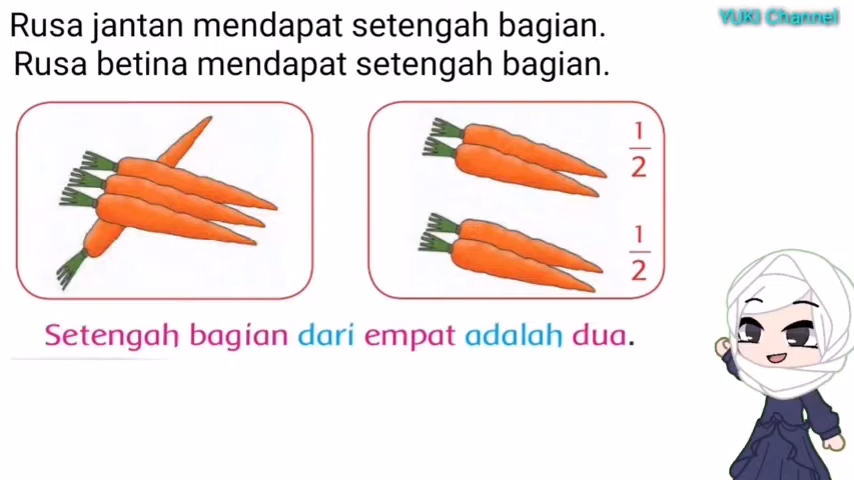 Rusa jantan mendapat setengah bagian.
YUKI Channel
Rusa betina mendapat setengah bagian.
1
2
1
2
Setengah bagian dari empat adalah dua.